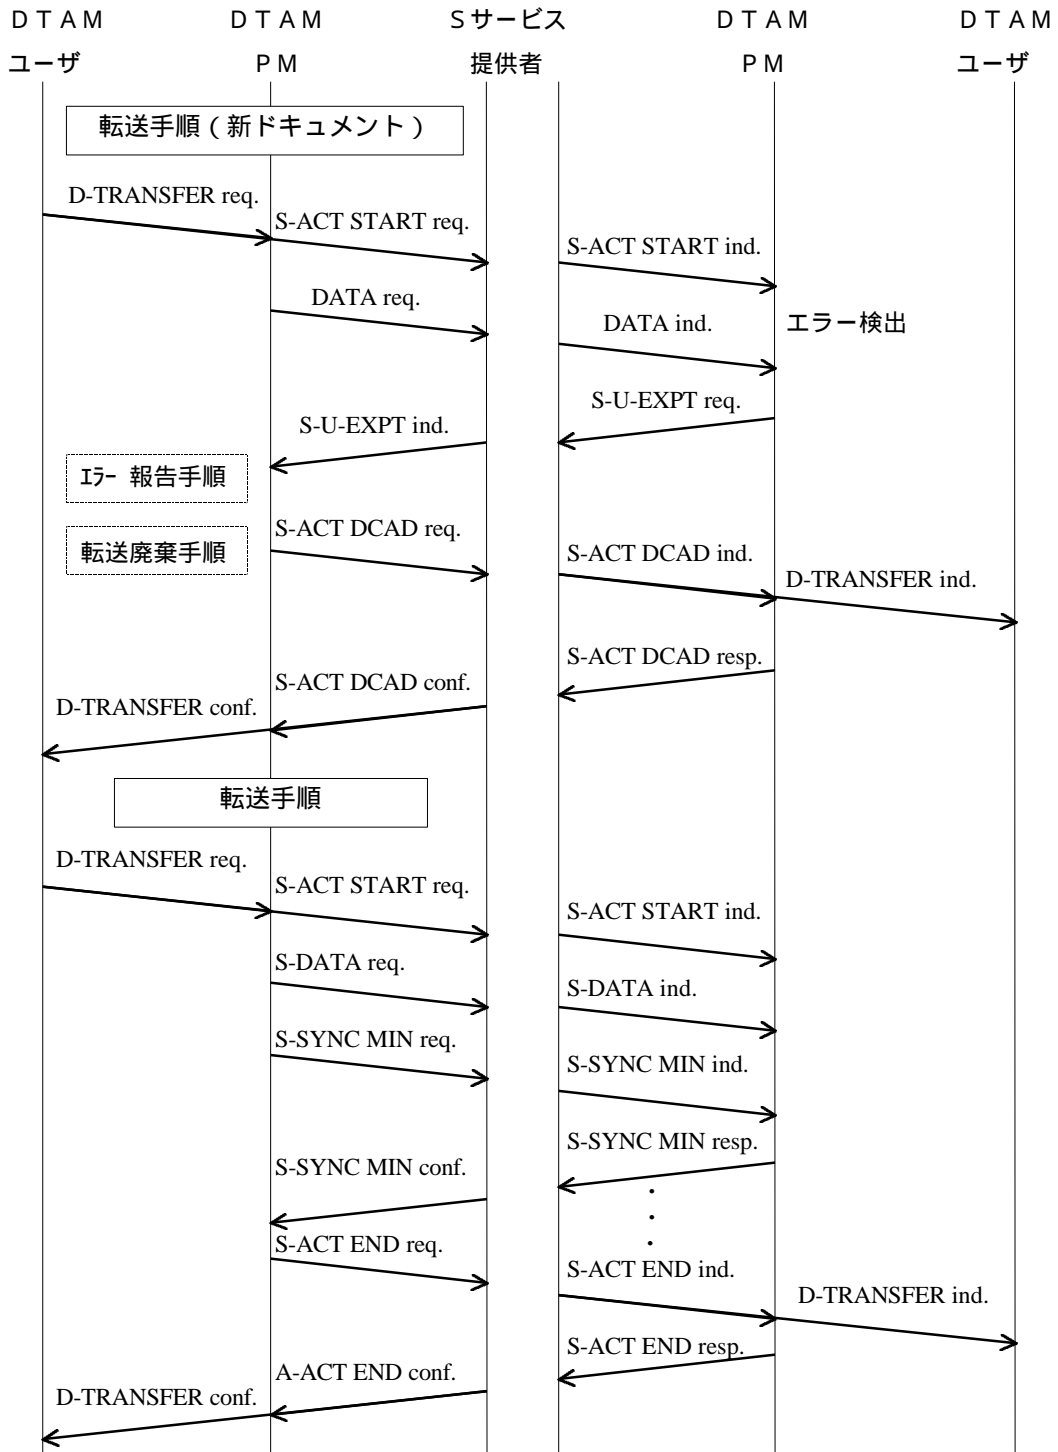 ＤＴＡＭ ＤＴＡＭ Ｓサービス ＤＴＡＭ ＤＴＡＭ
ユーザ ＰＭ 提供者 ＰＭ ユーザ
転送手順（新ドキュメント）
D-TRANSFER req.
S-ACT START req.
S-ACT START ind.
DATA req.
DATA ind. エラー検出
S-U-EXPT req.
S-U-EXPT ind.
ｴﾗｰ 報告手順
S-ACT DCAD req.
転送廃棄手順 S-ACT DCAD ind.
D-TRANSFER ind.
S-ACT DCAD resp.
S-ACT DCAD conf.
D-TRANSFER conf.
転送手順
D-TRANSFER req.
S-ACT START req.
S-ACT START ind.
S-DATA req.
S-DATA ind.
S-SYNC MIN req.
S-SYNC MIN ind.
S-SYNC MIN resp.
S-SYNC MIN conf.
・
・
・
S-ACT END req.
S-ACT END ind.
D-TRANSFER ind.
S-ACT END resp.
A-ACT END conf.
D-TRANSFER conf.